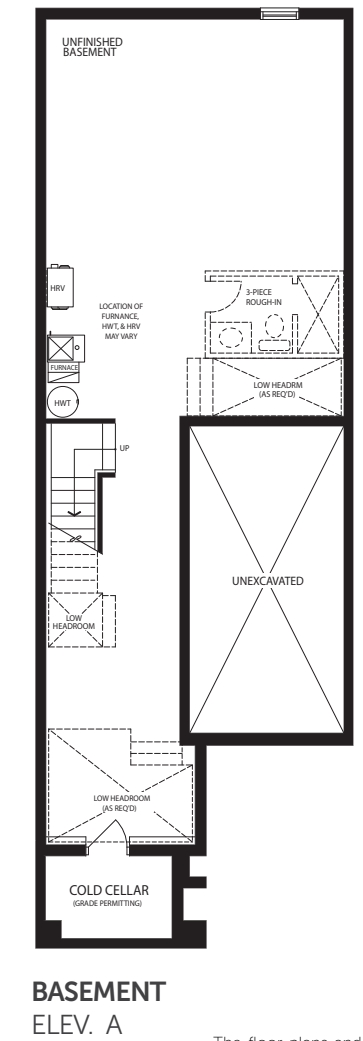 UNFINISHED
BASEMENT
HRV
LOCATION OF
FURNANCE,
HWT, & HRV
MAY VARY
3-PIECE
ROUGH-IN
FURNACE
HWT
LOW HEADRM
(AS REQ'D)
UP
UNEXCAVATED
LOW
HEADROOM
LOW HEADROOM
(AS REQ'D)
COLD CELLAR
(GRADE PERMITTING)
BASEMENT
ELEV. A
The floor plans and